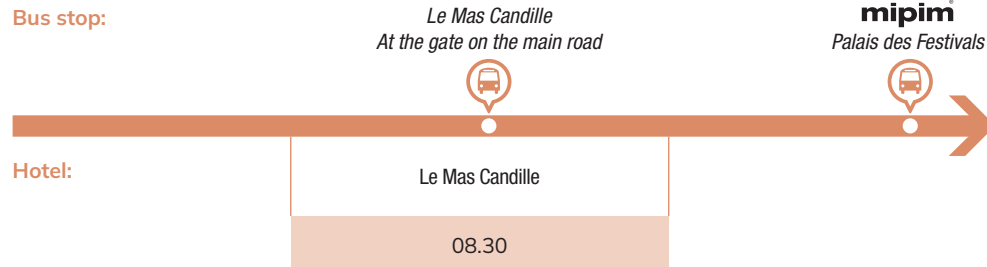 Bus stop:
Le Mas Candille
At the gate on the main road
mipim
Palais des Festivals
Hotel:
Le Mas Candille
08.30